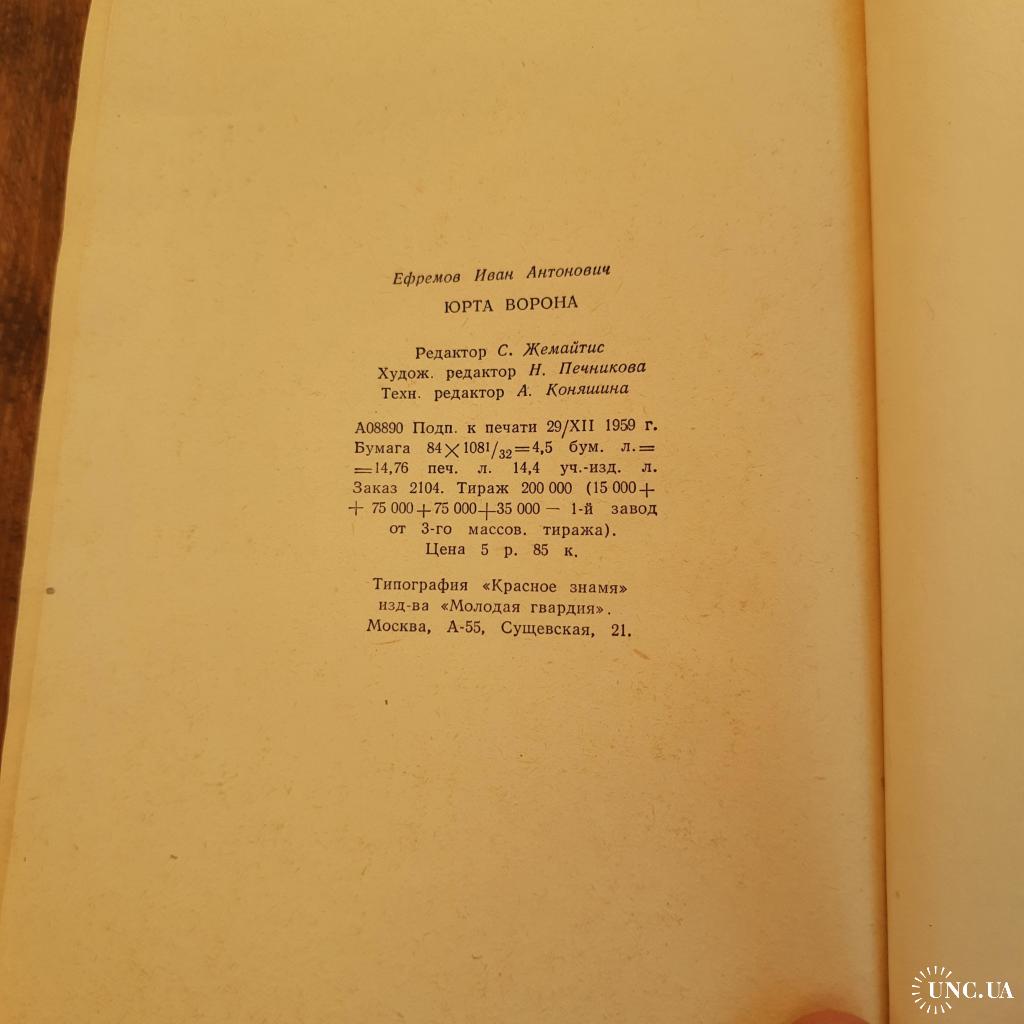 Ефремов Иван Антонович
ЮРТА ВОРОНА
Редактор С. Жемайтис
Худож. редактор Н. Печникова
Техн. редактор А. Коняшина
А08890 Подп. к печати 29/XII 1959 г.
Бумага 84×1081/32=4,5 бум. л.=
=14,76 печ. л. 14,4 уч.-изд. л.
Заказ 2104. Тираж 200 000 (15 000+
+ 75 000+75 000+35 000 — 1-й завод
от 3-го массов. тиража).
Цена 5 р. 85 к.
Типография «Красное знамя»
изд-ва «Молодая гвардия».
Москва, А-55, Сущевская, 21.
UNC.UA